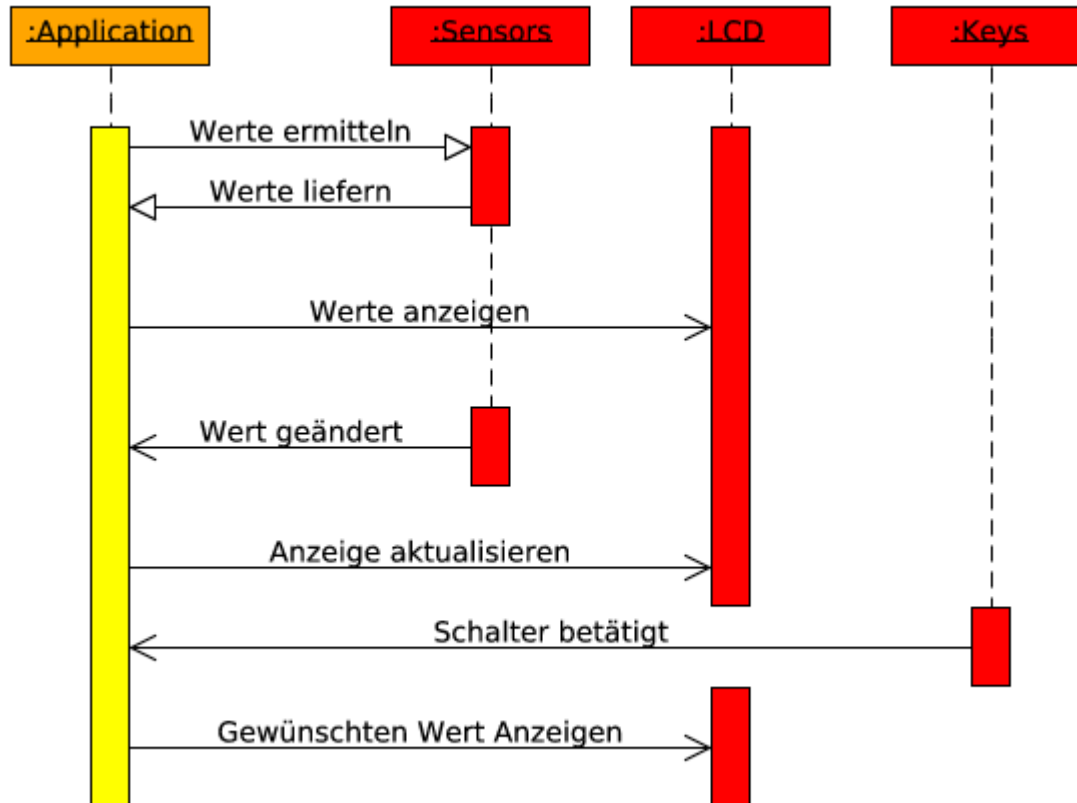 :Application
:Sensors
:LCD
:Keys
Werte ermitteln
Werte liefern
Werte anzeigen
Wert geändert
Anzeige aktualisieren
Schalter betätigt
Gewünschten Wert Anzeigen